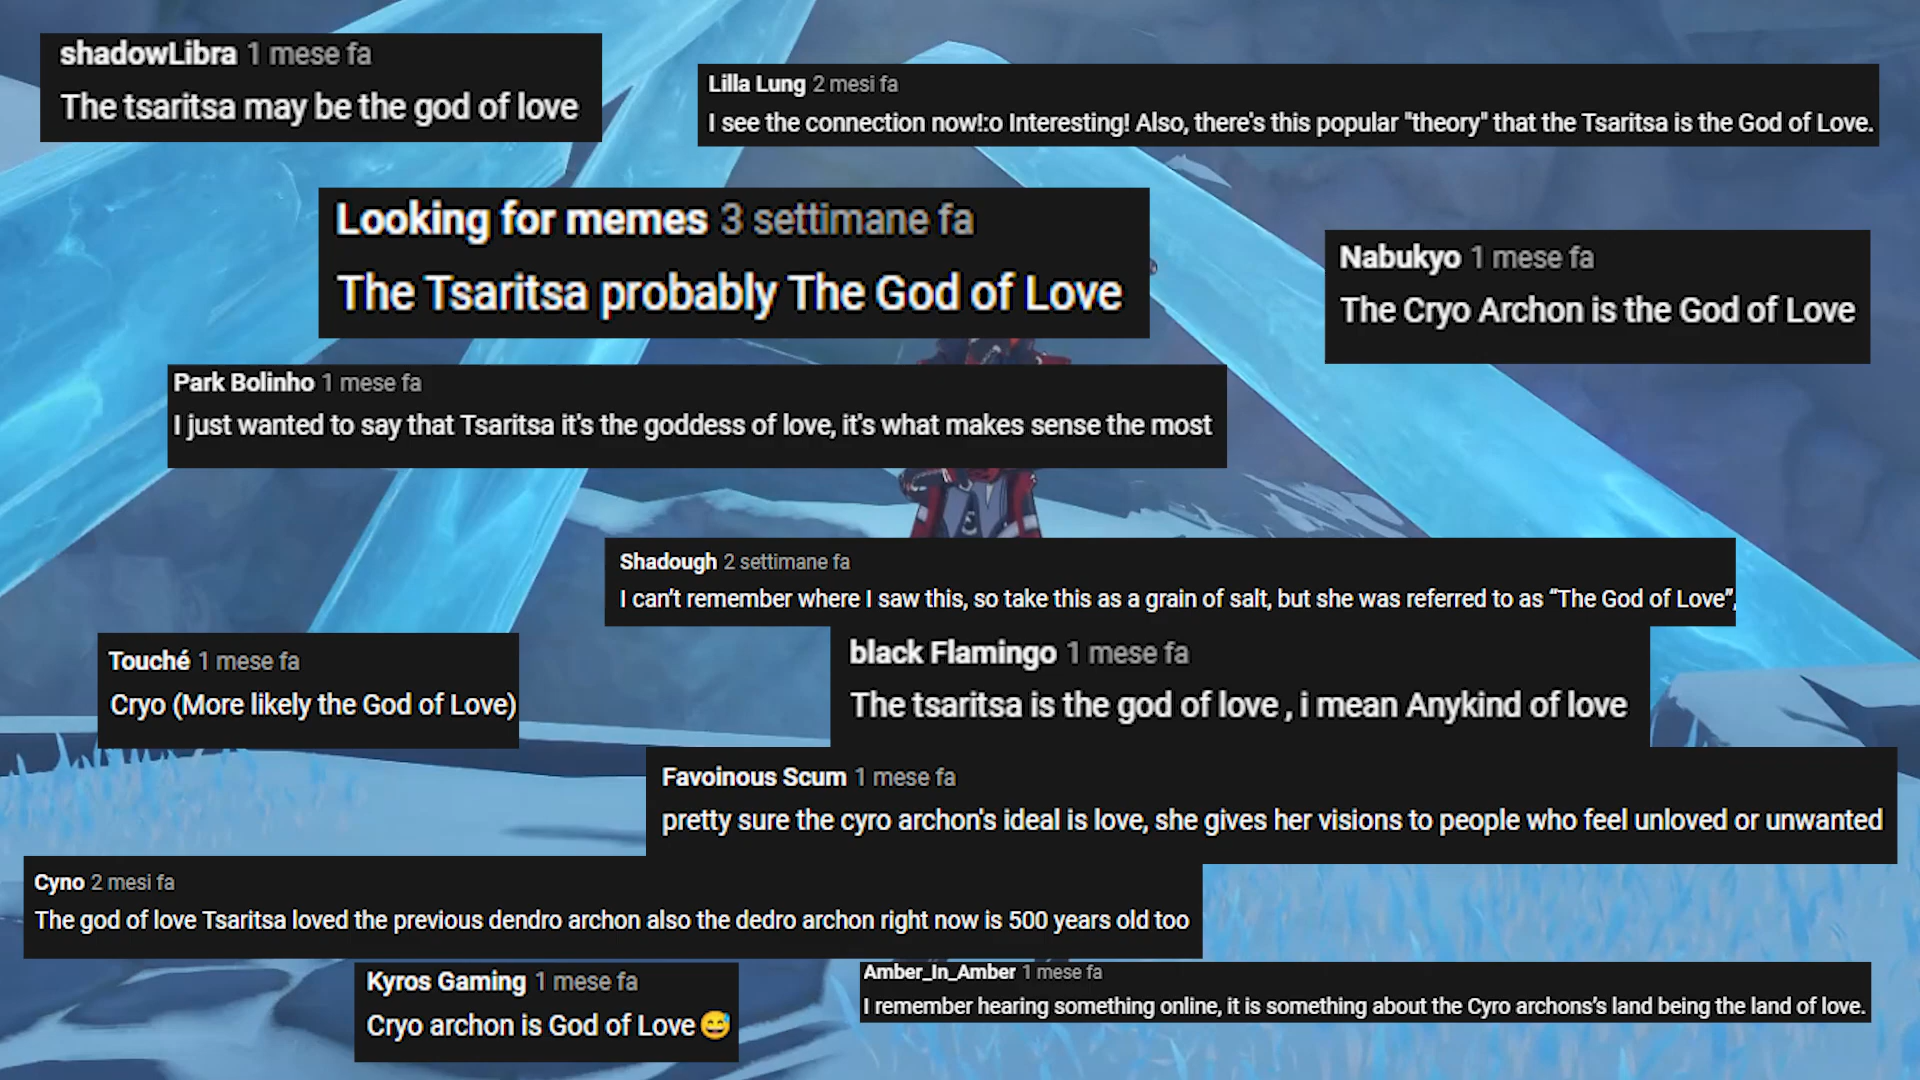 shadowLibra 1 mese fa
The tsaritsa may be the god of love
Lilla Lung 2 mesi fa
I see the connection now!:o Interesting! Also, there's this popular "theory" that the Tsaritsa is the God of Love.
Looking for memes 3 settimane fa
The Tsaritsa probably The God of Love
Nabukyo 1 mese fa
The Cryo Archon is the God of Love
Park Bolinho 1 mese fa
I just wanted to say that Tsaritsa it's the goddess of love, it's what makes sense the most
Shadough 2 settimane fa
I can’t remember where I saw this, so take this as a grain of salt, but she was referred to as “The God of Love”,
Touché 1 mese fa
Cryo (More likely the God of Love)
black Flamingo 1 mese fa
The tsaritsa is the god of love , i mean Anykind of love
Favoinous Scum 1 mese fa
pretty sure the cyro archon's ideal is love, she gives her visions to people who feel unloved or unwanted
Cyno 2 mesi fa
The god of love Tsaritsa loved the previous dendro archon also the dedro archon right now is 500 years old too
Kyros Gaming 1 mese fa
Cryo archon is God of Love 😅
Amber_In_Amber 1 mese fa
I remember hearing something online, it is something about the Cyro archons’s land being the land of love.